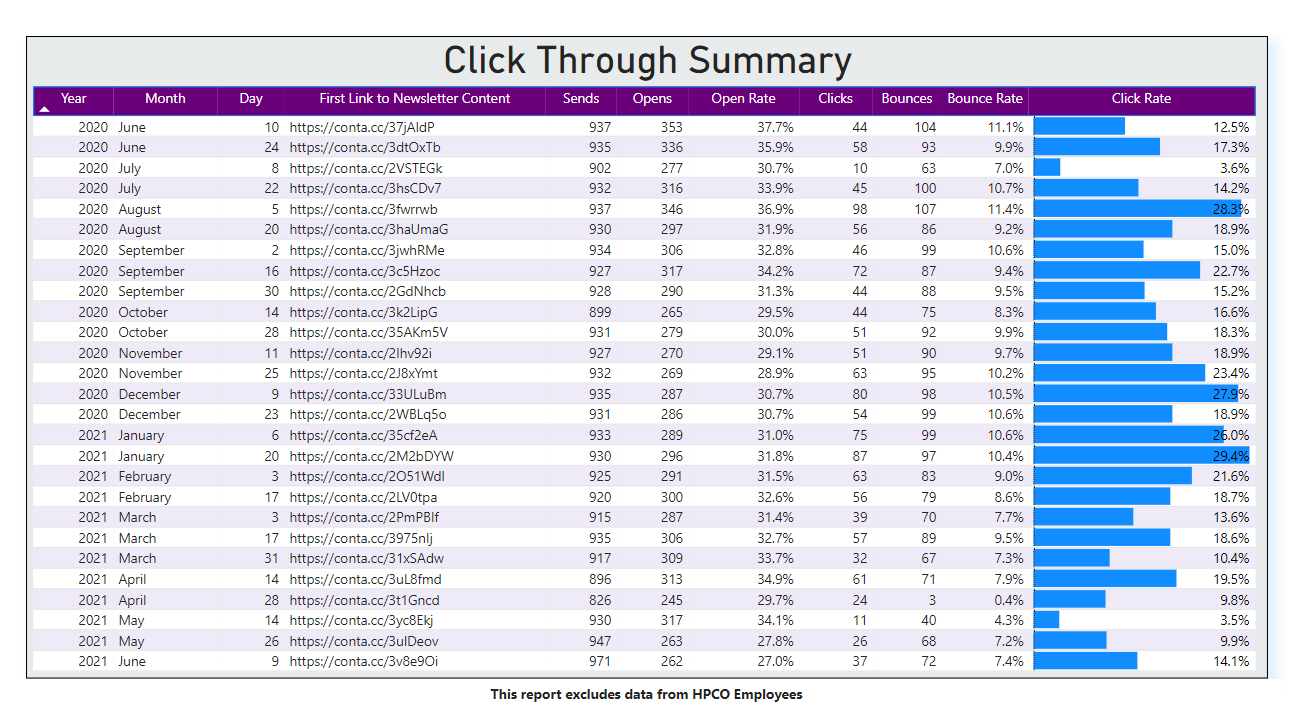 Click Through Summary
Year Month Day First Link to Newsletter Content Sends Opens Open Rate Clicks Bounces Bounce Rate Click Rate
2020 June 10 https://conta.cc/37jAIdP 937 353 37.7% 44 104 11.1% 12.5%
2020 June 24 https://conta.cc/3dtOxTb 935 336 35.9% 58 93 9.9% 17.3%
2020 July 8 https://conta.cc/2VSTEGk 902 277 30.7% 10 63 7.0% 3.6%
2020 July 22 https://conta.cc/3hsCDv7 932 316 33.9% 45 100 10.7% 14.2%
2020 August 5 https://conta.cc/3fwrrwb 937 346 36.9% 98 107 11.4% 28.3%
2020 August 20 https://conta.cc/3haUmaG 930 297 31.9% 56 86 9.2% 18.9%
2020 September 2 https://conta.cc/3jwhRMe 934 306 32.8% 46 99 10.6% 15.0%
2020 September 16 https://conta.cc/3c5Hzoc 927 317 34.2% 72 87 9.4% 22.7%
2020 September 30 https://conta.cc/2GdNhcb 928 290 31.3% 44 88 9.5% 15.2%
2020 October 14 https://conta.cc/3k2LipG 899 265 29.5% 44 75 8.3% 16.6%
2020 October 28 https://conta.cc/35AKm5V 931 279 30.0% 51 92 9.9% 18.3%
2020 November 11 https://conta.cc/2Ihv92i 927 270 29.1% 51 90 9.7% 18.9%
2020 November 25 https://conta.cc/2J8xYmt 932 269 28.9% 63 95 10.2% 23.4%
2020 December 9 https://conta.cc/33ULuBm 935 287 30.7% 80 98 10.5% 27.9%
2020 December 23 https://conta.cc/2WBLq5o 931 286 30.7% 54 99 10.6% 18.9%
2021 January 6 https://conta.cc/35cf2eA 933 289 31.0% 75 99 10.6% 26.0%
2021 January 20 https://conta.cc/2M2bDYW 930 296 31.8% 87 97 10.4% 29.4%
2021 February 3 https://conta.cc/2O51WdI 925 291 31.5% 63 83 9.0% 21.6%
2021 February 17 https://conta.cc/2LV0tpa 920 300 32.6% 56 79 8.6% 18.7%
2021 March 3 https://conta.cc/2PmPBIf 915 287 31.4% 39 70 7.7% 13.6%
2021 March 17 https://conta.cc/3975nIj 935 306 32.7% 57 89 9.5% 18.6%
2021 March 31 https://conta.cc/31xSAdw 917 309 33.7% 32 67 7.3% 10.4%
2021 April 14 https://conta.cc/3uL8fmd 896 313 34.9% 61 71 7.9% 19.5%
2021 April 28 https://conta.cc/3t1Gncd 826 245 29.7% 24 3 0.4% 9.8%
2021 May 14 https://conta.cc/3yc8Ekj 930 317 34.1% 11 40 4.3% 3.5%
2021 May 26 https://conta.cc/3uIDeov 947 263 27.8% 26 68 7.2% 9.9%
2021 June 9 https://conta.cc/3v8e9Oi 971 262 27.0% 37 72 7.4% 14.1%
This report excludes data from HPCO Employees